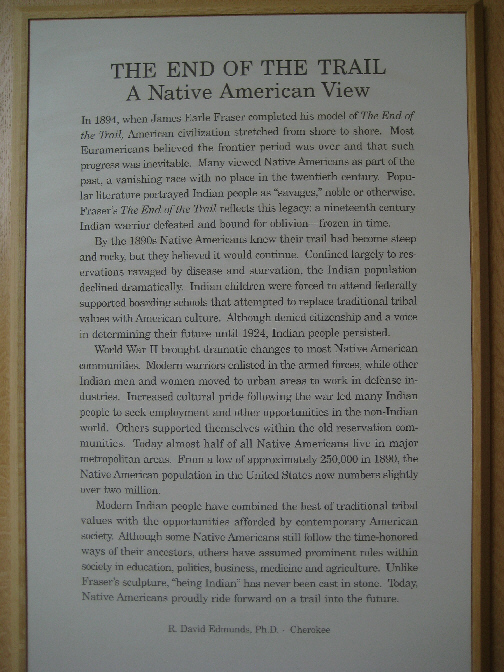 THE END OF THE TRAIL
A Native American View
In 1894, when James Earle Fraser completed his model of The End of
the Trail, American civilization stretched from shore to shore. Most
Euramericans believed the frontier period was over and that such
progress was inevitable. Many viewed Native Americans as part of the
past, a vanishing race with no place in the twentieth century. Popu-
lar literature portrayed Indian people as "savages," noble or otherwise.
Fraser's The End of the Trail reflects this legacy: a nineteenth century
Indian warrior defeated and bound for oblivion—frozen in time.
By the 1890s Native Americans knew their trail had become steep
and rocky, but they believed it would continue. Confined largely to res-
ervations ravaged by disease and starvation, the Indian population
declined dramatically. Indian children were forced to attend federally
supported boarding schools that attempted to replace traditional tribal
values with American culture. Although denied citizenship and a voice
in determining their future until 1924, Indian people persisted.
World War II brought dramatic changes to most Native American
communities. Modern warriors enlisted in the armed forces, while other
Indian men and women moved to urban areas to work in defense in-
dustries. Increased cultural pride following the war led many Indian
people to seek employment and other opportunities in the non-Indian
world. Others supported themselves within the old reservation com-
munities. Today almost half of all Native Americans live in major
metropolitan areas. From a low of approximately 250,000 in 1890, the
Native American population in the United States now numbers slightly
over two million.
Modern Indian people have combined the best of traditional tribal
values with the opportunities afforded by contemporary American
society. Although some Native Americans still follow the time-honored
ways of their ancestors, others have assumed prominent roles within
society in education, politics, business, medicine and agriculture. Unlike
Fraser's sculpture, "being Indian" has never been cast in stone. Today,
Native Americans proudly ride forward on a trail into the future.
R. David Edmunds, Ph.D. - Cherokee